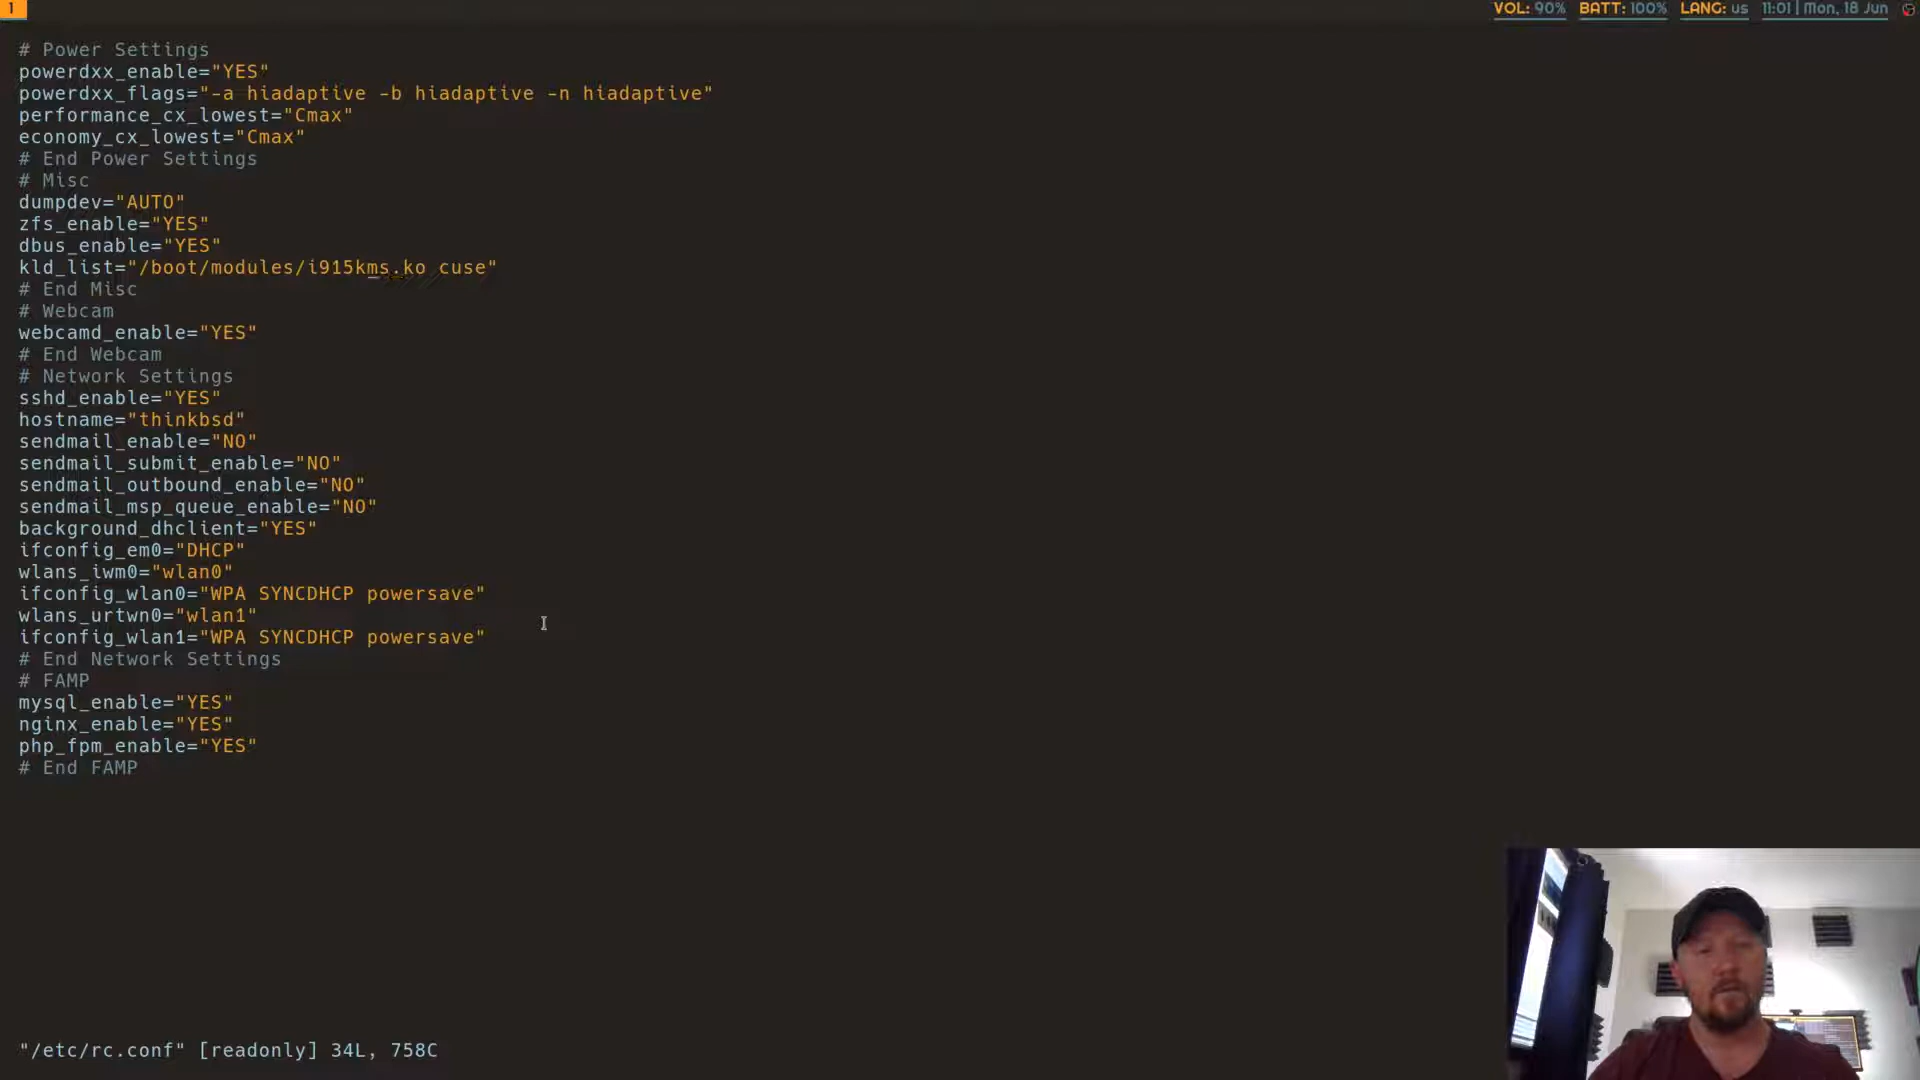 1
VOL: 90% BATT: 100% LANG: us 11:01 | Mon, 18 Jun
# Power Settings
powerdxx_enable="YES"
powerdxx_flags="-a hiadaptive -b hiadaptive -n hiadaptive"
performance_cx_lowest="Cmax"
economy_cx_lowest="Cmax"
# End Power Settings
# Misc
dumpdev="AUTO"
zfs_enable="YES"
dbus_enable="YES"
kld_list="/boot/modules/i915kms.ko cuse"
# End Misc
# Webcam
webcamd_enable="YES"
# End Webcam
# Network Settings
sshd_enable="YES"
hostname="thinkbsd"
sendmail_enable="NO"
sendmail_submit_enable="NO"
sendmail_outbound_enable="NO"
sendmail_msp_queue_enable="NO"
background_dhclient="YES"
ifconfig_em0="DHCP"
wlans_iwm0="wlan0"
ifconfig_wlan0="WPA SYNCDHCP powersave"
wlans_urtwn0="wlan1"
ifconfig_wlan1="WPA SYNCDHCP powersave"
# End Network Settings
# FAMP
mysql_enable="YES"
nginx_enable="YES"
php_fpm_enable="YES"
# End FAMP
"/etc/rc.conf" [readonly] 34L, 758C